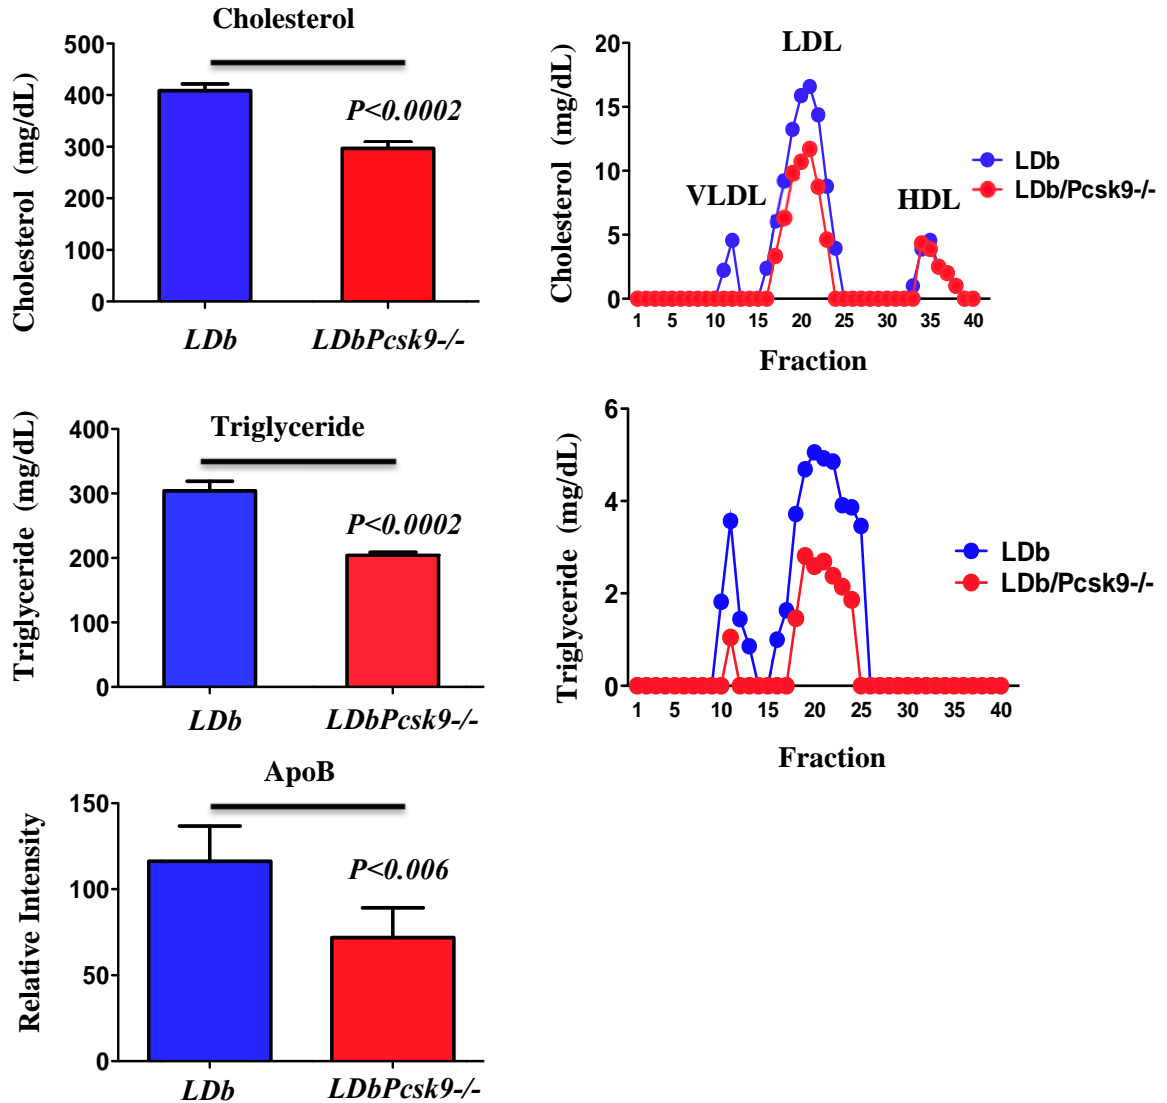 Cholesterol
500
400
300
200
100
0
Cholesterol (mg/dL)
P<0.0002
LDb
LDbPcsk9-/-
20
15
10
5
0
Cholesterol (mg/dL)
LDL
VLDL
HDL
LDb
LDb/Pcsk9-/-
1 5 10 15 20 25 30 35 40
Fraction
Triglyceride
400
300
200
100
0
Triglyceride (mg/dL)
P<0.0002
LDb
LDbPcsk9-/-
6
4
2
0
Triglyceride (mg/dL)
LDb
LDb/Pcsk9-/-
1 5 10 15 20 25 30 35 40
Fraction
ApoB
150
100
50
0
Relative Intensity
P<0.006
LDb
LDbPcsk9-/-